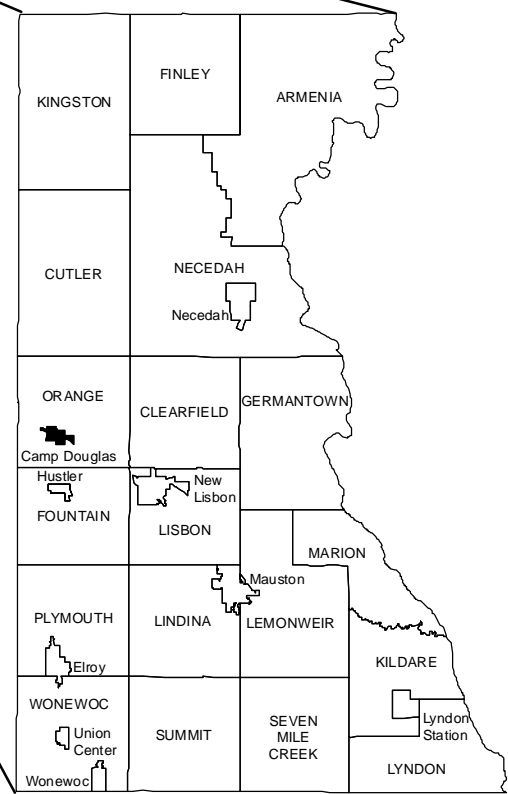 FINLEY
KINGSTON
ARMENIA
CUTLER
NECEDAH
Necedah
ORANGE
CLEARFIELD
GERMANTOWN
Camp Douglas
Hustler
New
Lisbon
FOUNTAIN
LISBON
MARION
Mauston
PLYMOUTH
LINDINA
LEMONWEIR
KILDARE
Elroy
WONEWOC
Union
Center
SUMMIT
SEVEN
MILE
CREEK
Lyndon
Station
LYNDON
Wonewoc